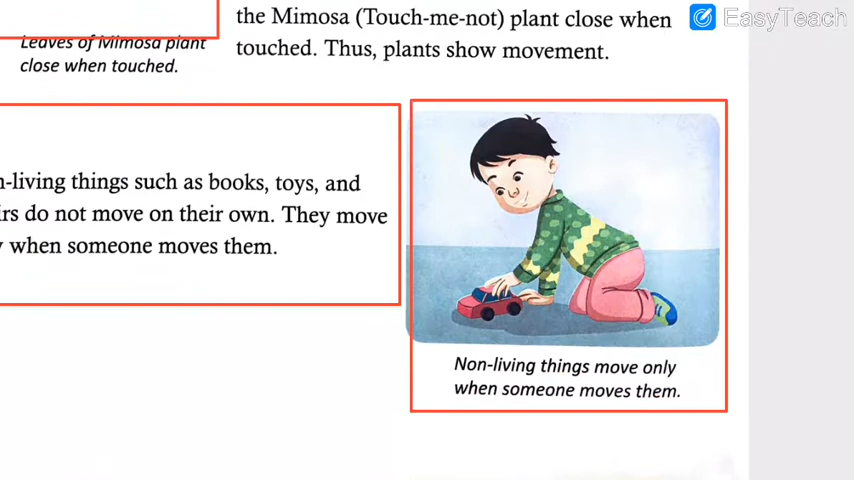 the Mimosa (Touch-me-not) plant close when
touched. Thus, plants show movement.
EasyTeach
Leaves of Mimosa plant
close when touched.
n-living things such as books, toys, and
irs do not move on their own. They move
y when someone moves them.
Non-living things move only
when someone moves them.